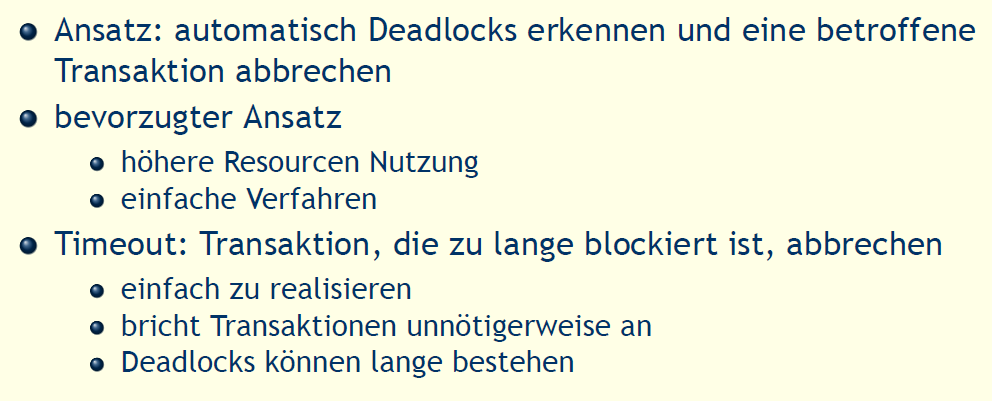 Ansatz: automatisch Deadlocks erkennen und eine betroffene
Transaktion abbrechen
bevorzugter Ansatz
höhere Resourcen Nutzung
einfache Verfahren
Timeout: Transaktion, die zu lange blockiert ist, abbrechen
einfach zu realisieren
bricht Transaktionen unnötigerweise an
Deadlocks können lange bestehen